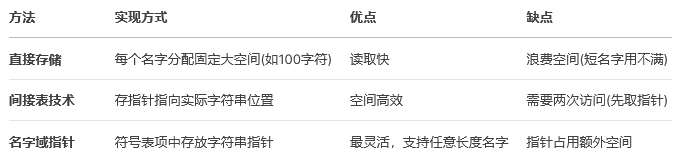 方法 实现方式 优点 缺点
直接存储 每个名字分配固定大空间(如100字符) 读取快 浪费空间(短名字用不满)
间接表技术 存指针指向实际字符串位置 空间高效 需要两次访问(先取指针)
名字域指针 符号表项中存放字符串指针 最灵活，支持任意长度名字 指针占用额外空间